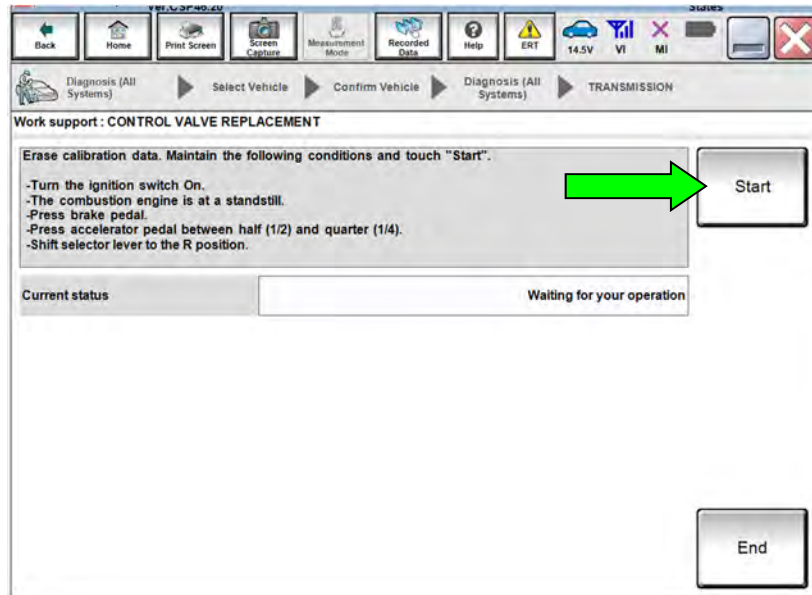 Ver.CSP46.20
States
Back
Home
Print Screen
Screen
Capture
Measurement
Mode
Recorded
Data
Help
ERT
14.5V
VI
MI
Diagnosis (All
Systems)
Select Vehicle
Confirm Vehicle
Diagnosis (All
Systems)
TRANSMISSION
Work support : CONTROL VALVE REPLACEMENT
Erase calibration data. Maintain the following conditions and touch "Start".
-Turn the ignition switch On.
-The combustion engine is at a standstill.
-Press brake pedal.
-Press accelerator pedal between half (1/2) and quarter (1/4).
-Shift selector lever to the R position.
Start
Current status
Waiting for your operation
End